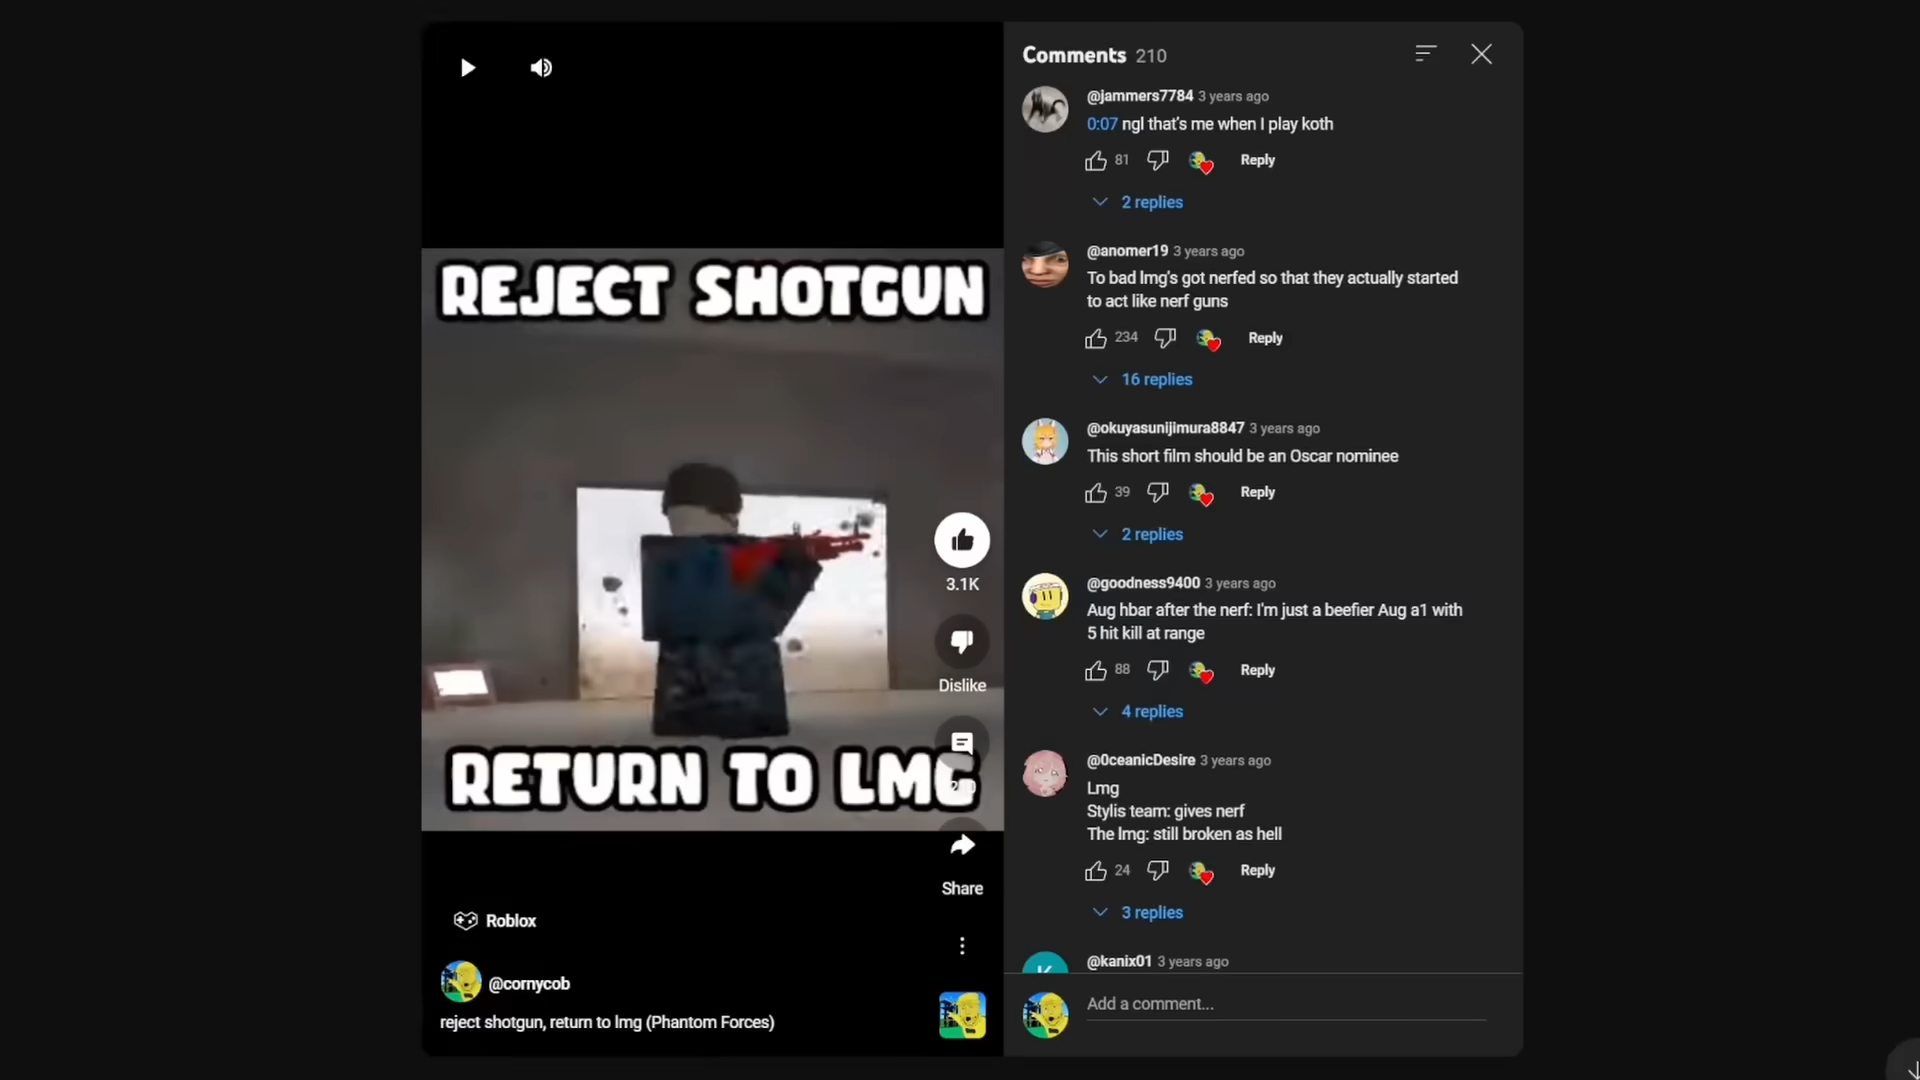 REJECT SHOTGUN
RETURN TO LMG
3.1K
Dislike
Share
Roblox
@cornycob
reject shotgun, return to lmg (Phantom Forces)
Comments 210
@jammers7784 3 years ago
0:07 ngl that's me when I play koth
81
Reply
2 replies
@anomer19 3 years ago
To bad lmg's got nerfed so that they actually started
to act like nerf guns
234
Reply
16 replies
@okuyasunijimura8847 3 years ago
This short film should be an Oscar nominee
39
Reply
2 replies
@goodness9400 3 years ago
Aug hbar after the nerf: I'm just a beefier Aug a1 with
5 hit kill at range
88
Reply
4 replies
@0ceanicDesire 3 years ago
Lmg
Stylis team: gives nerf
The lmg: still broken as hell
24
Reply
3 replies
K
@kanix01 3 years ago
Add a comment...